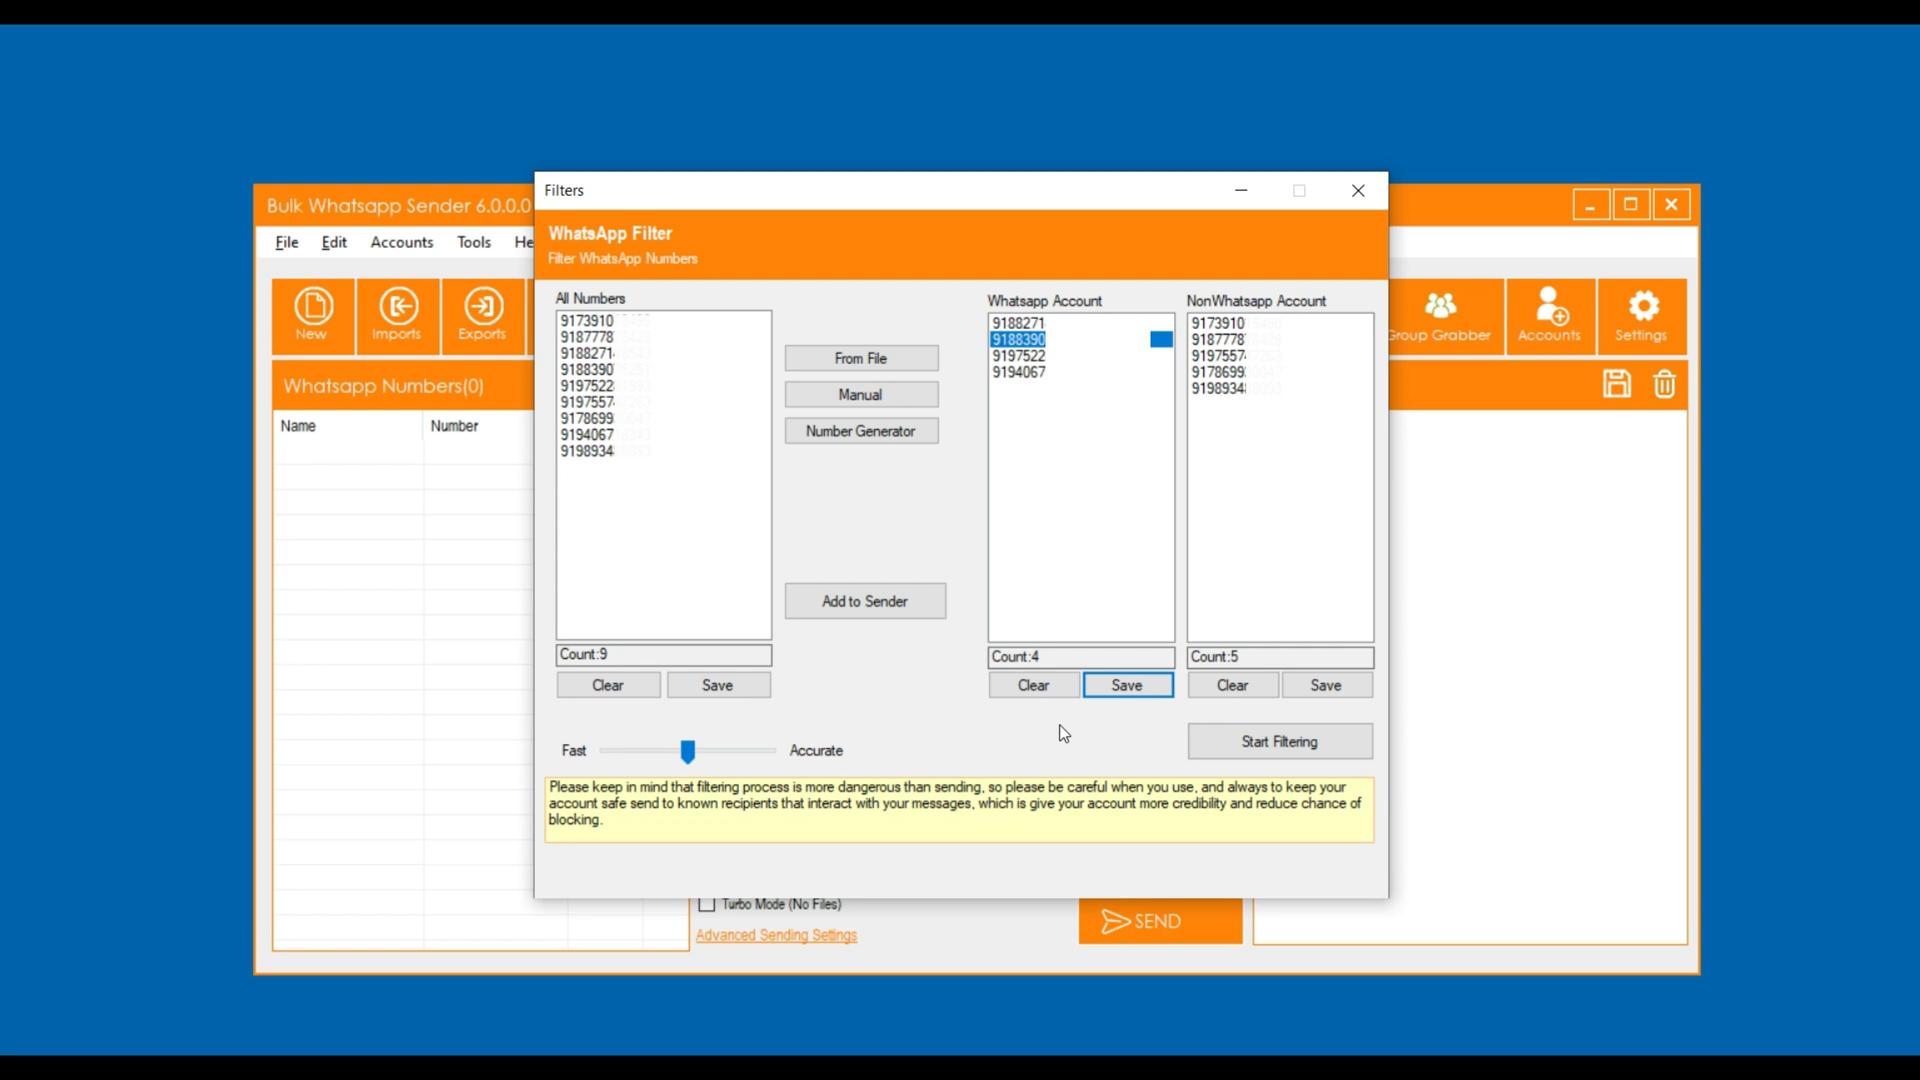 Filters
Bulk Whatsapp Sender 6.0.0.0
File Edit Accounts Tools He
WhatsApp Filter
Filter WhatsApp Numbers
New Imports Exports
Group Grabber Accounts Settings
Whatsapp Numbers(0)
Name Number
All Numbers
9173910
9187778
9188271
9188390
9197522
9197557
9178699
9194067
9198934
Count:9
Clear Save
From File
Manual
Number Generator
Add to Sender
Whatsapp Account
9188271
9188390
9197522
9194067
Count:4
Clear Save
NonWhatsapp Account
9173910
9187778
9197557
9178699
9198934
Count:5
Clear Save
Fast Accurate
Start Filtering
Please keep in mind that filtering process is more dangerous than sending, so please be careful when you use, and always to keep your
account safe send to known recipients that interact with your messages, which is give your account more credibility and reduce chance of
blocking.
Turbo Mode (No Files)
Advanced Sending Settings
SEND